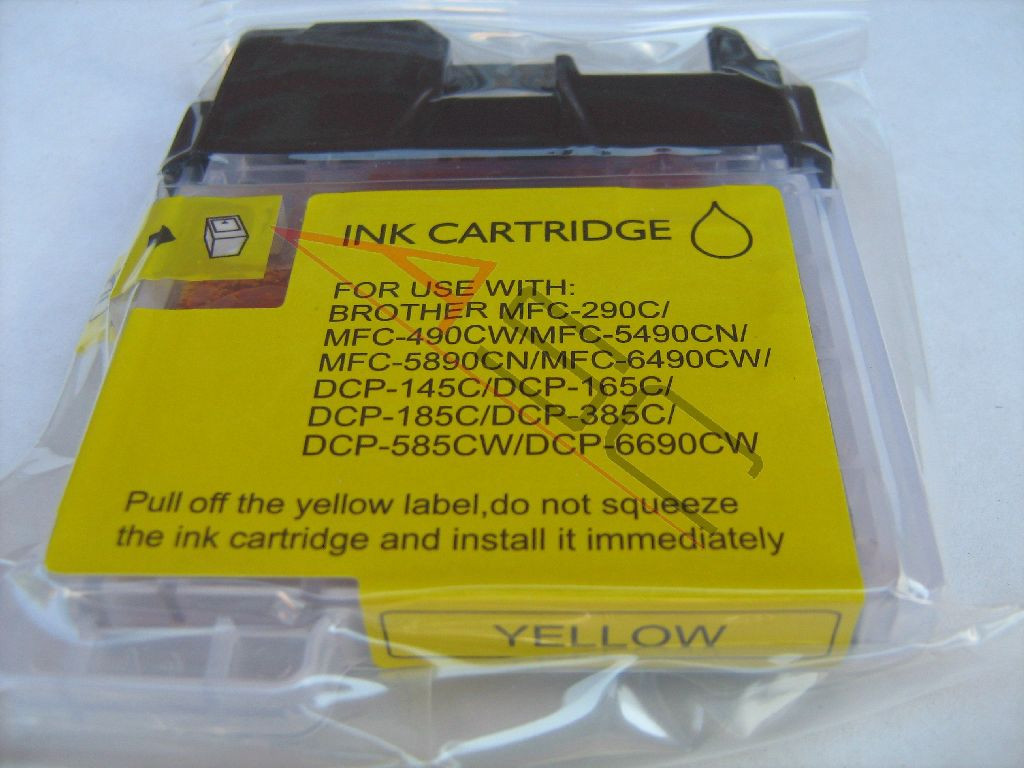 INK CARTRIDGE
FOR USE WITH:
BROTHER MFC-290C/
MFC-490CW/MFC-5490CN/
MFC-5890CN/MFC-6490CW/
DCP-145C/DCP-165C/
DCP-185C/DCP-385C/
DCP-585CW/DCP-6690CW
Pull off the yellow label,do not squeeze
the ink cartridge and install it immediately
YELLOW